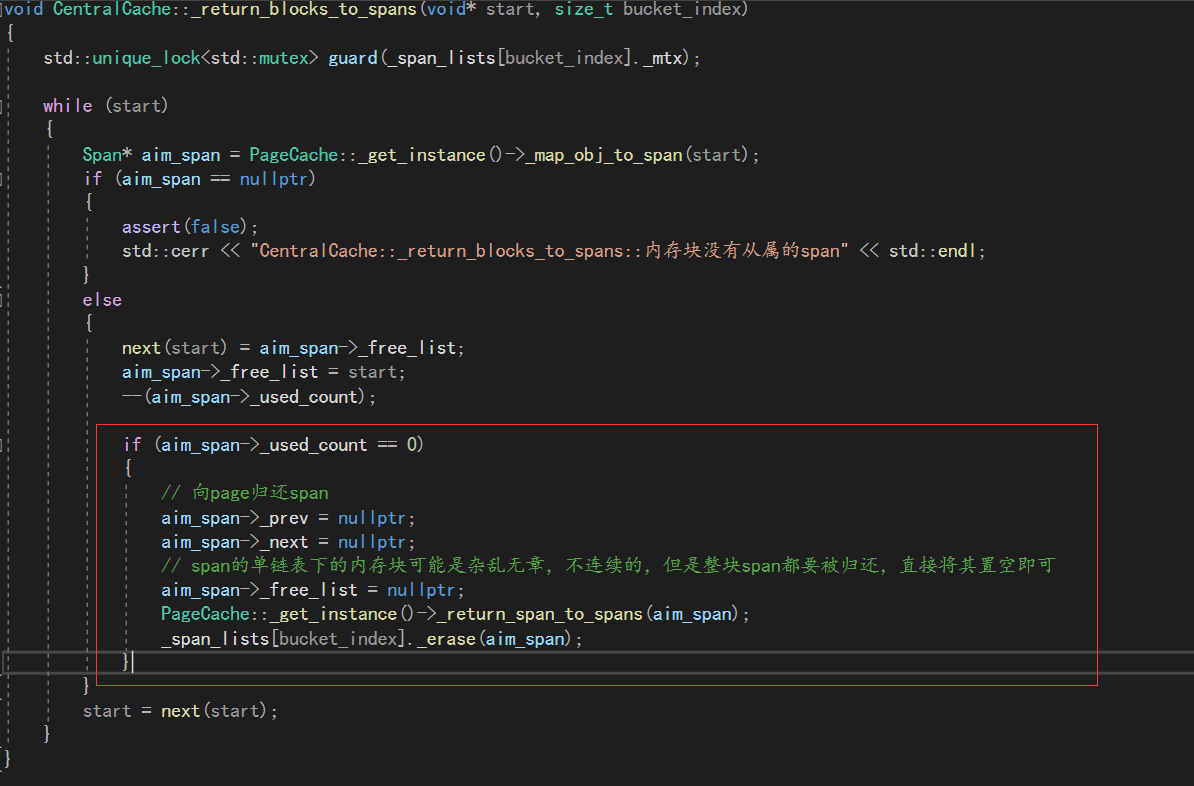 void CentralCache::_return_blocks_to_spans(void* start, size_t bucket_index)
{
    std::unique_lock<std::mutex> guard(_span_lists[bucket_index]._mtx);

    while (start)
    {
        Span* aim_span = PageCache::_get_instance()->_map_obj_to_span(start);
        if (aim_span == nullptr)
        {
            assert(false);
            std::cerr << "CentralCache::_return_blocks_to_spans::内存块没有从属的span" << std::endl;
        }
        else
        {
            next(start) = aim_span->_free_list;
            aim_span->_free_list = start;
            --(aim_span->_used_count);

            if (aim_span->_used_count == 0)
            {
                // 向page归还span
                aim_span->_prev = nullptr;
                aim_span->_next = nullptr;
                // span的单链表下的内存块可能是杂乱无章，不连续的，但是整块span都要被归还，直接将其置空即可
                aim_span->_free_list = nullptr;
                PageCache::_get_instance()->_return_span_to_spans(aim_span);
                _span_lists[bucket_index]._erase(aim_span);
            }
        }
        start = next(start);
    }
}